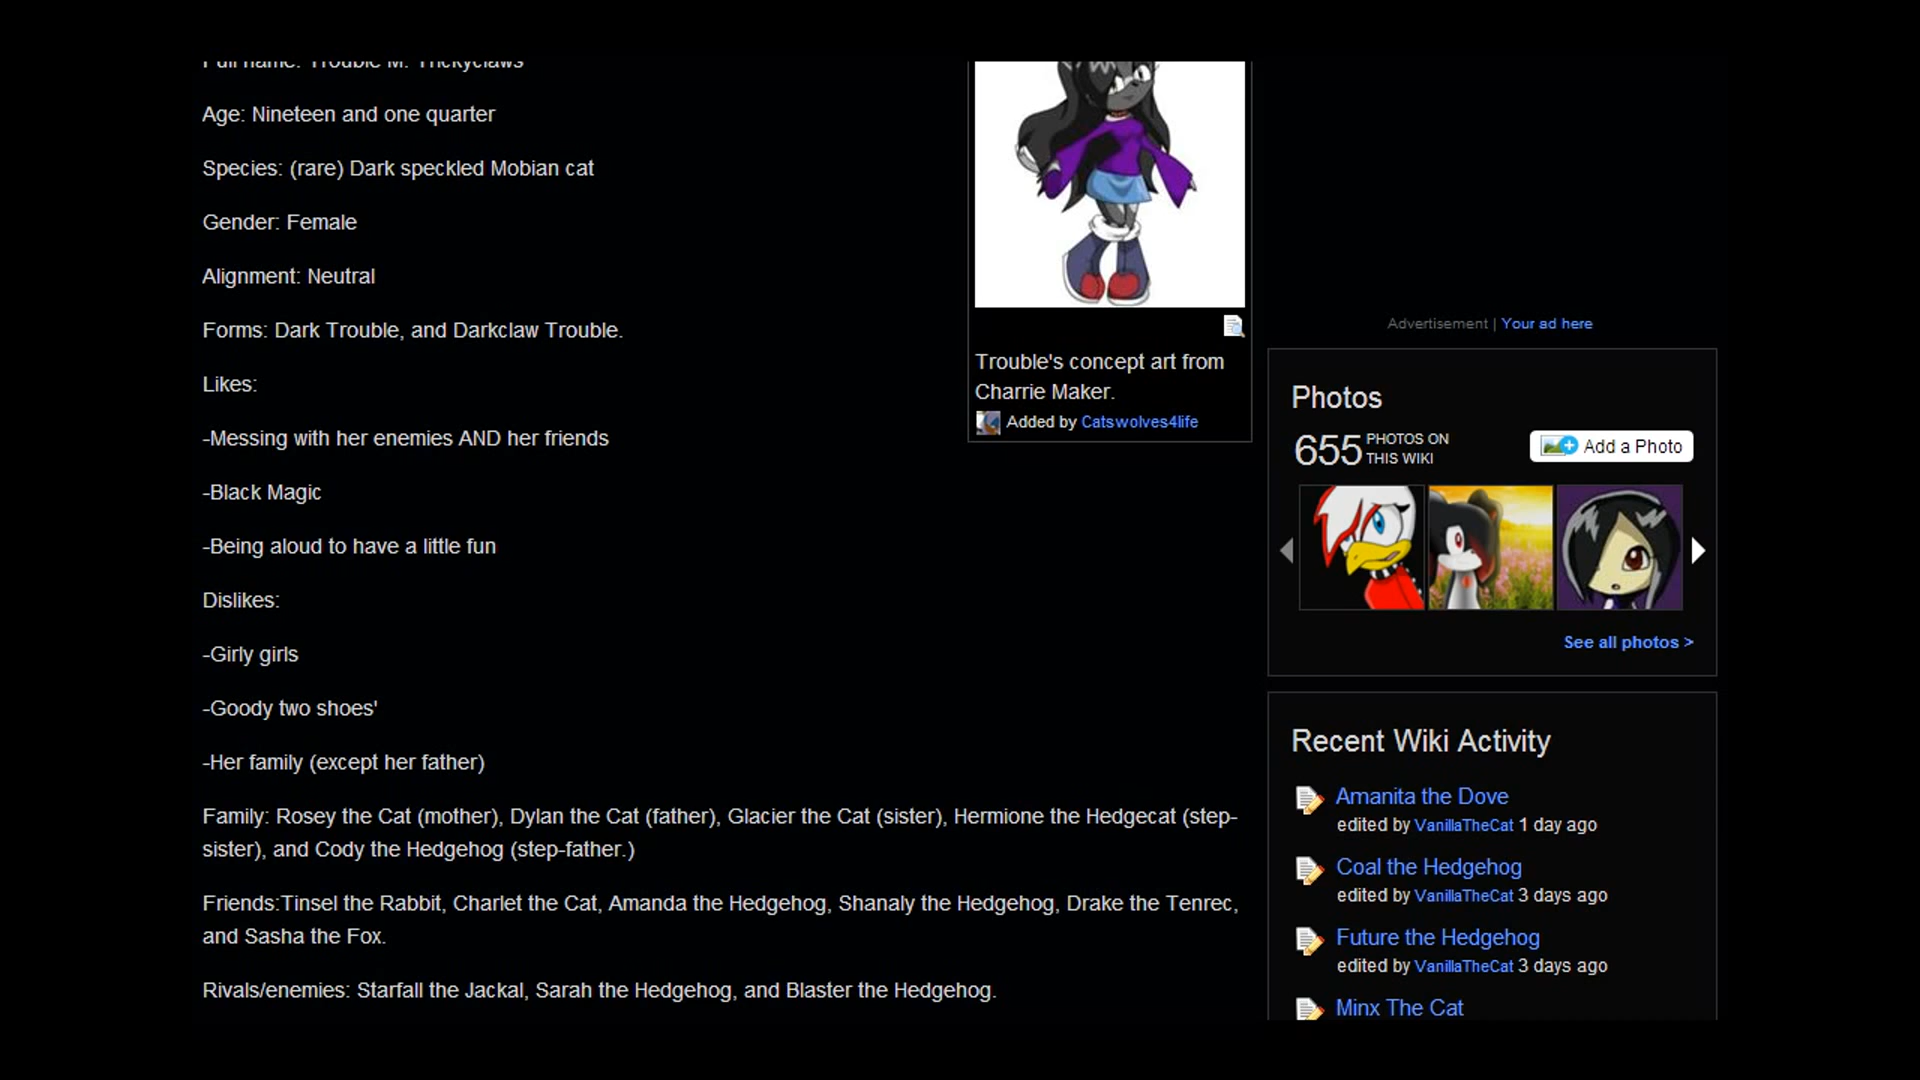 Full name: Trouble M. Trickyclaws
Age: Nineteen and one quarter
Species: (rare) Dark speckled Mobian cat
Gender: Female
Alignment: Neutral
Forms: Dark Trouble, and Darkclaw Trouble.
Likes:
-Messing with her enemies AND her friends
-Black Magic
-Being aloud to have a little fun
Dislikes:
-Girly girls
-Goody two shoes'
-Her family (except her father)
Family: Rosey the Cat (mother), Dylan the Cat (father), Glacier the Cat (sister), Hermione the Hedgecat (step-
sister), and Cody the Hedgehog (step-father.)
Friends:Tinsel the Rabbit, Charlet the Cat, Amanda the Hedgehog, Shanaly the Hedgehog, Drake the Tenrec,
and Sasha the Fox.
Rivals/enemies: Starfall the Jackal, Sarah the Hedgehog, and Blaster the Hedgehog.
Trouble's concept art from
Charrie Maker.
Added by Catswolves4life
Advertisement | Your ad here
Photos
655 PHOTOS ON
THIS WIKI
Add a Photo
See all photos >
Recent Wiki Activity
Amanita the Dove
edited by VanillaTheCat 1 day ago
Coal the Hedgehog
edited by VanillaTheCat 3 days ago
Future the Hedgehog
edited by VanillaTheCat 3 days ago
Minx The Cat